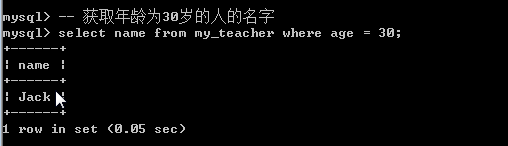 mysql> -- 获取年龄为30岁的人的名字
mysql> select name from my_teacher where age = 30;
+------+
| name |
+------+
| Jack |
+------+
1 row in set (0.05 sec)